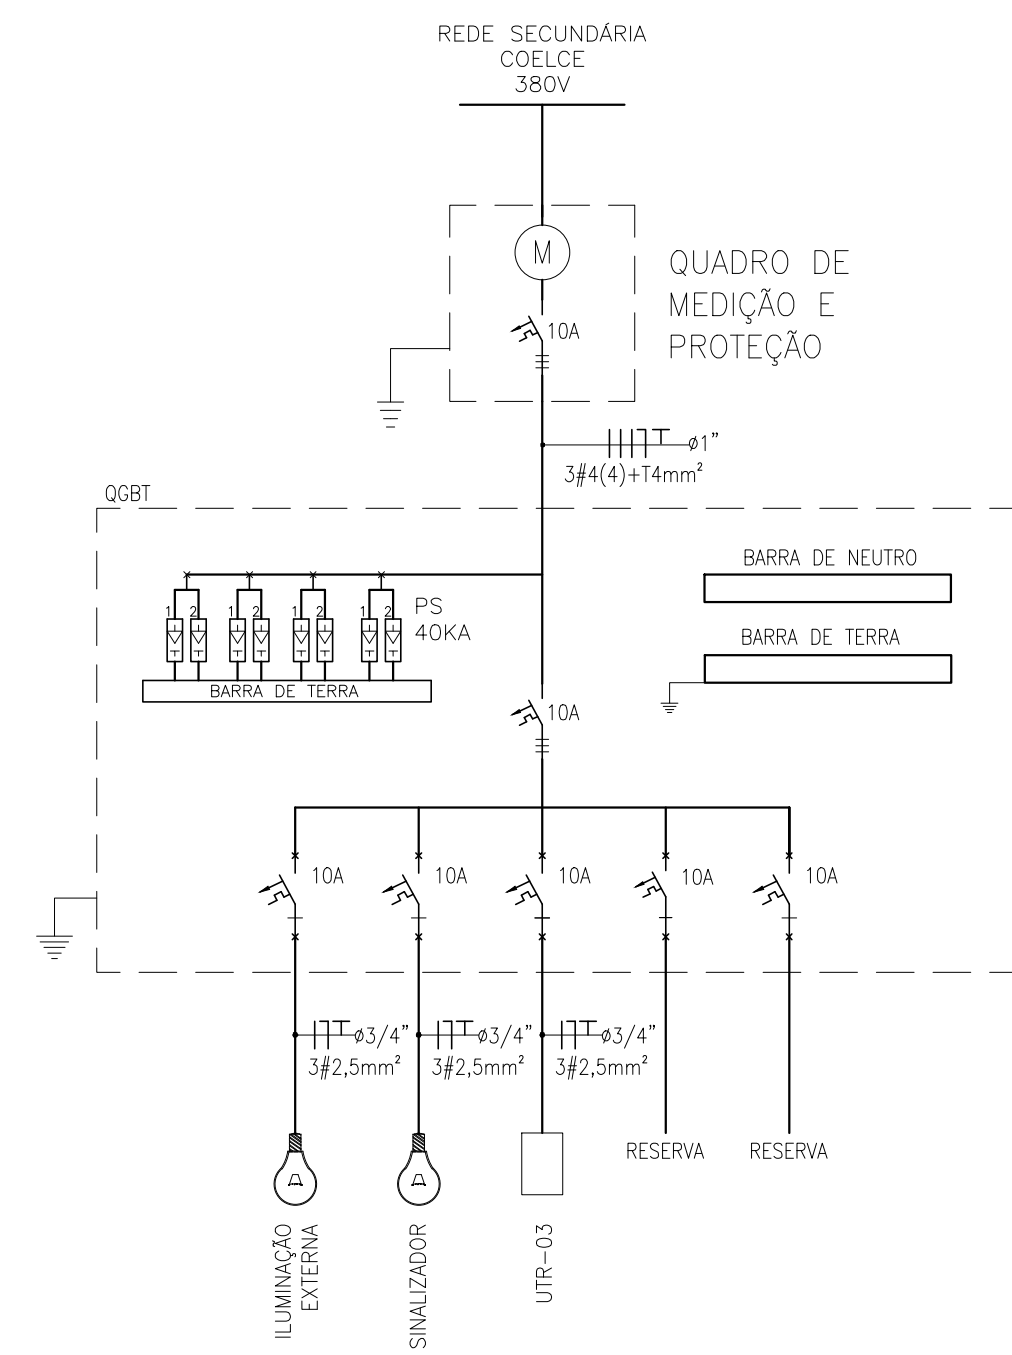 REDE SECUNDÁRIA
COELCE
380V
M
QUADRO DE
MEDIÇÃO E
PROTEÇÃO
10A
ø1"
3#4(4)+T4mm²
QGBT
BARRA DE NEUTRO
1 2 1 2 1 2 1 2
PS
40KA
BARRA DE TERRA
BARRA DE TERRA
10A
10A 10A 10A 10A 10A
ø3/4" ø3/4" ø3/4"
3#2,5mm² 3#2,5mm² 3#2,5mm²
RESERVA RESERVA
ILUMINAÇÃO
EXTERNA
SINALIZADOR
UTR-03